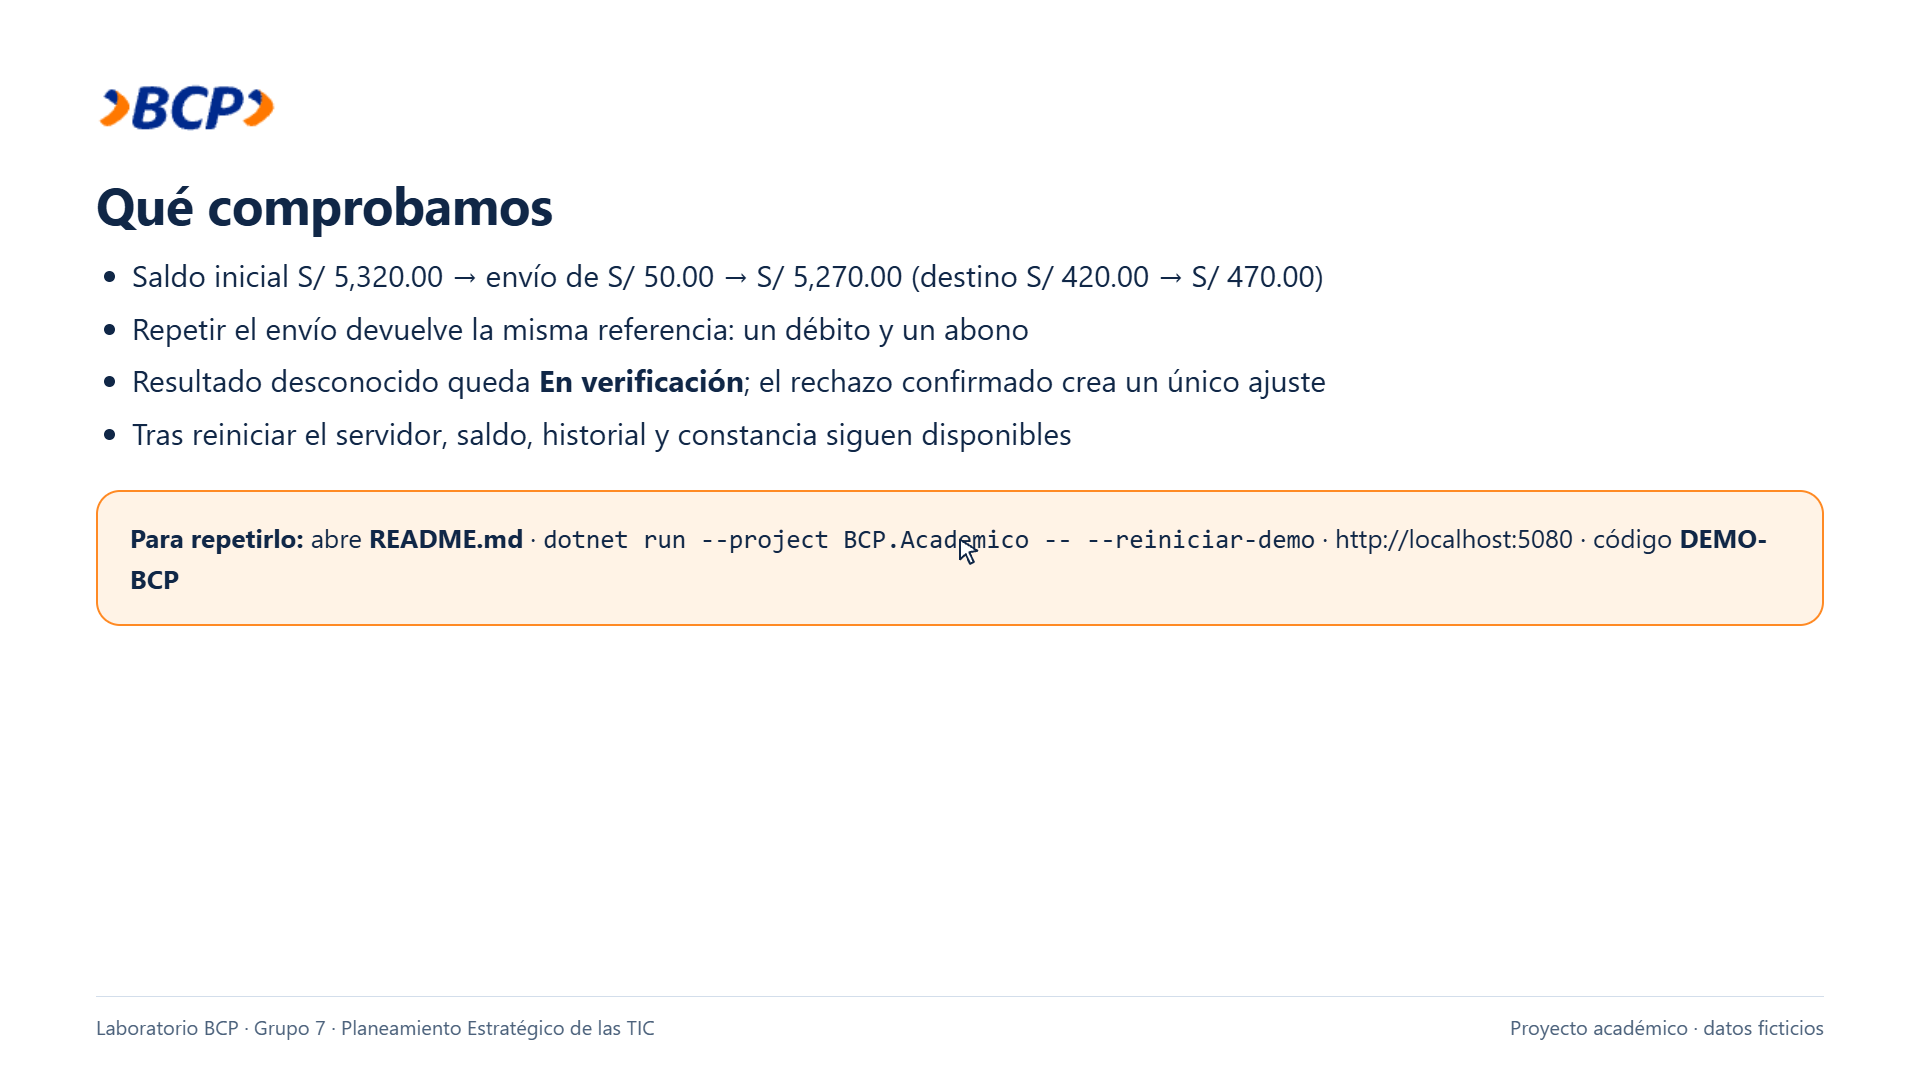 BCP
Qué comprobamos
• Saldo inicial S/ 5,320.00 → envío de S/ 50.00 → S/ 5,270.00 (destino S/ 420.00 → S/ 470.00)
• Repetir el envío devuelve la misma referencia: un débito y un abono
• Resultado desconocido queda En verificación; el rechazo confirmado crea un único ajuste
• Tras reiniciar el servidor, saldo, historial y constancia siguen disponibles
Para repetirlo: abre README.md · dotnet run --project BCP.Academico -- --reiniciar-demo · http://localhost:5080 · código DEMO-
BCP
Laboratorio BCP · Grupo 7 · Planeamiento Estratégico de las TIC
Proyecto académico · datos ficticios